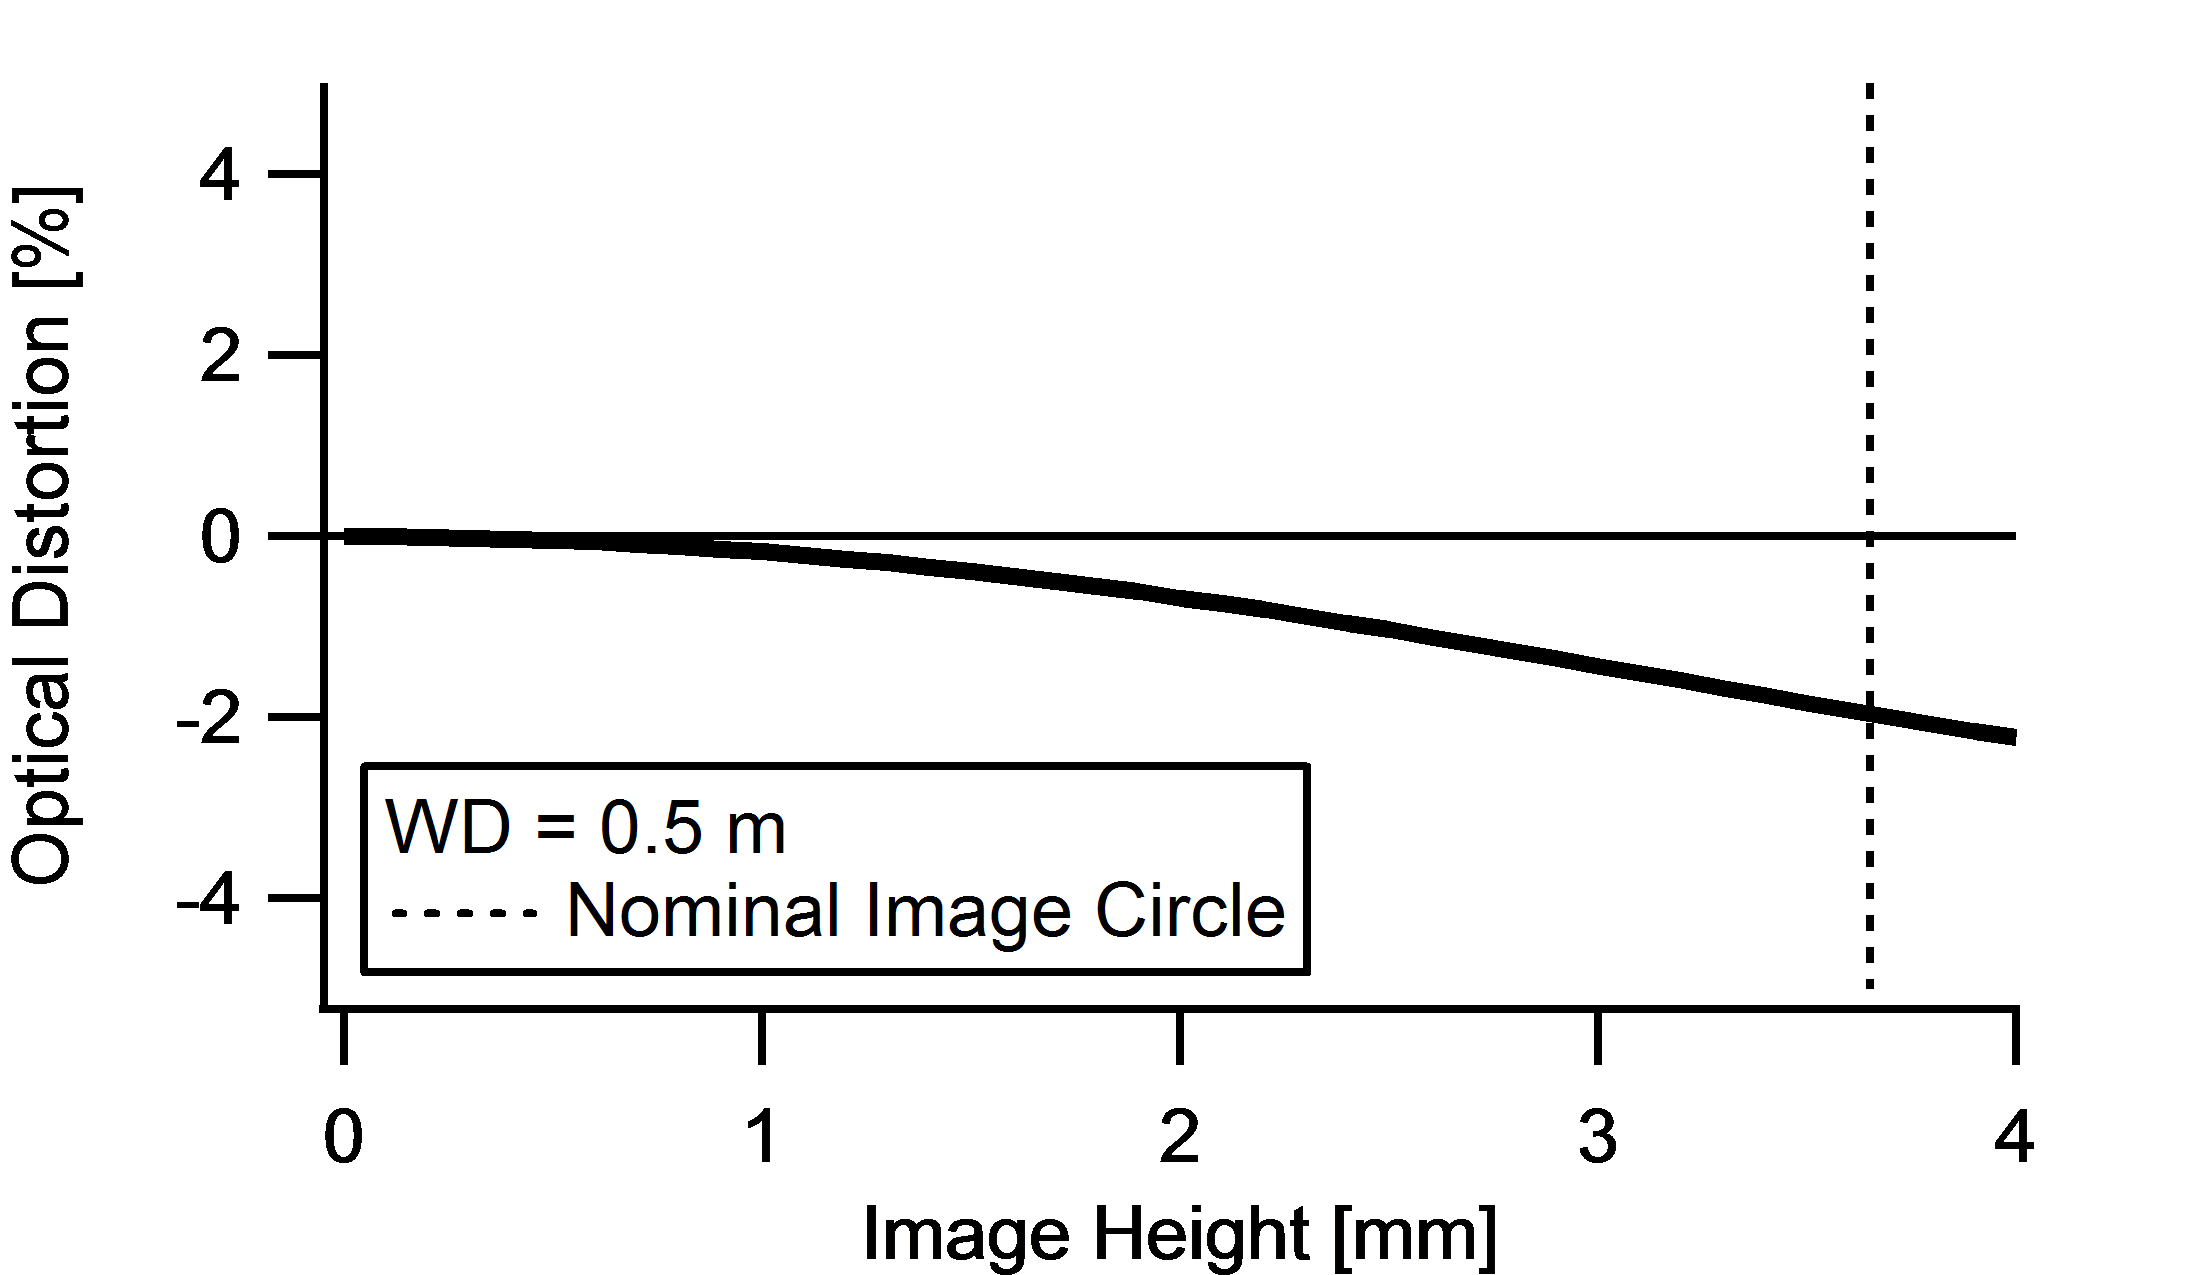 Optical Distortion [%]
4
2
0
-2
-4
WD = 0.5 m
Nominal Image Circle
0 1 2 3 4
Image Height [mm]